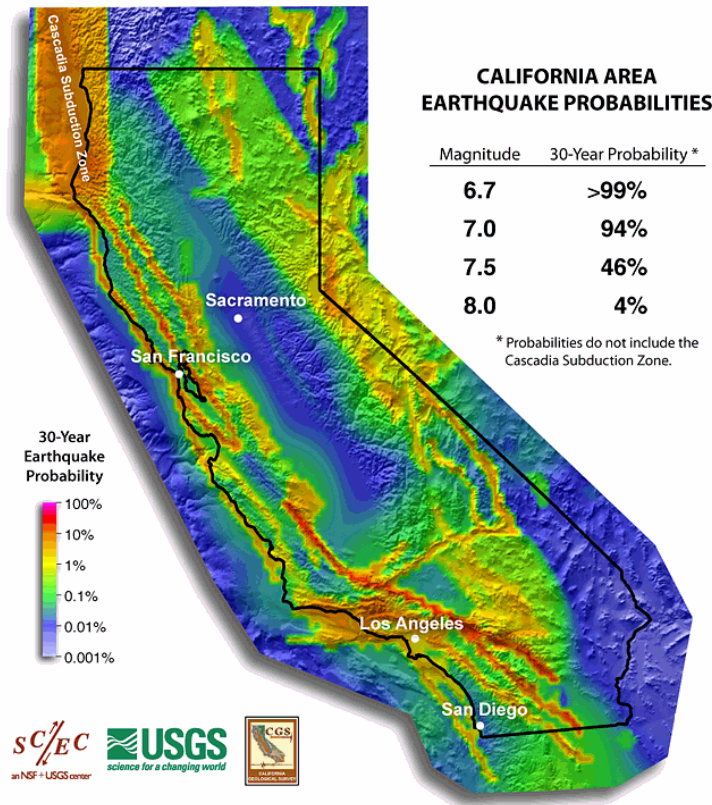 Cascadia Subduction Zone
CALIFORNIA AREA
EARTHQUAKE PROBABILITIES
Magnitude 30-Year Probability *
6.7 >99%
7.0 94%
7.5 46%
8.0 4%
* Probabilities do not include the
Cascadia Subduction Zone.
Sacramento
San Francisco
30-Year
Earthquake
Probability
100%
10%
1%
0.1%
0.01%
0.001%
Los Angeles
San Diego
SC/EC
an NSF + USGS center
USGS
science for a changing world
CGS
CALIFORNIA
GEOLOGICAL SURVEY